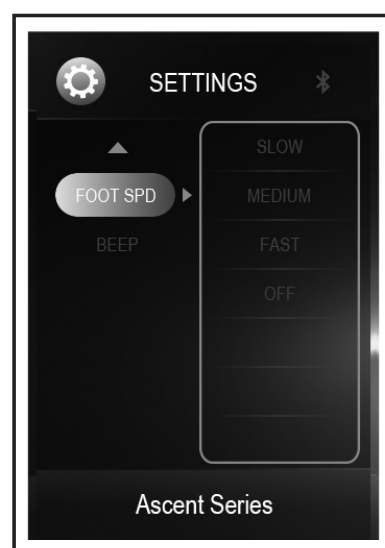 SETTINGS
FOOT SPD
BEEP
SLOW
MEDIUM
FAST
OFF
Ascent Series